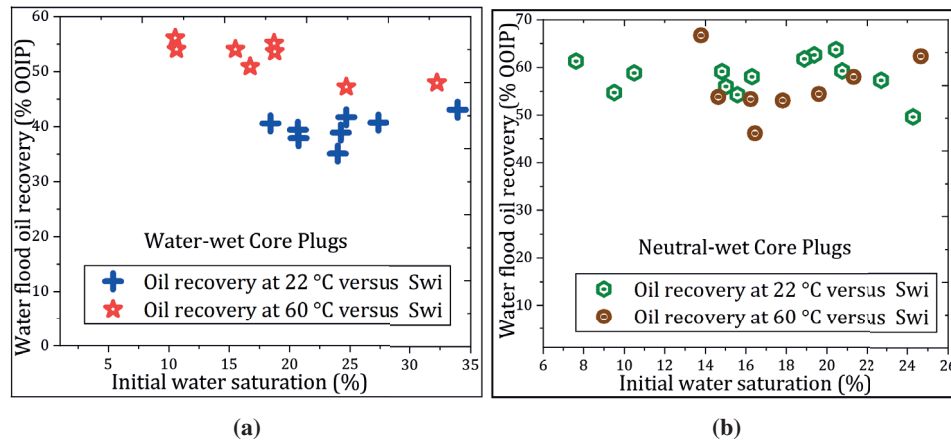 60
50
40
30
20
10
0
5
10
15
20
25
30
35
Water flood oil recovery (% OOIP)
Initial water saturation (%)
Water-wet Core Plugs
Oil recovery at 22 °C versus Swi
Oil recovery at 60 °C versus Swi
(a)
70
60
50
40
30
20
10
6
8
10
12
14
16
18
20
22
24
26
Water flood oil recovery (% OOIP)
Initial water saturation (%)
Neutral-wet Core Plugs
Oil recovery at 22 °C versus Swi
Oil recovery at 60 °C versus Swi
(b)